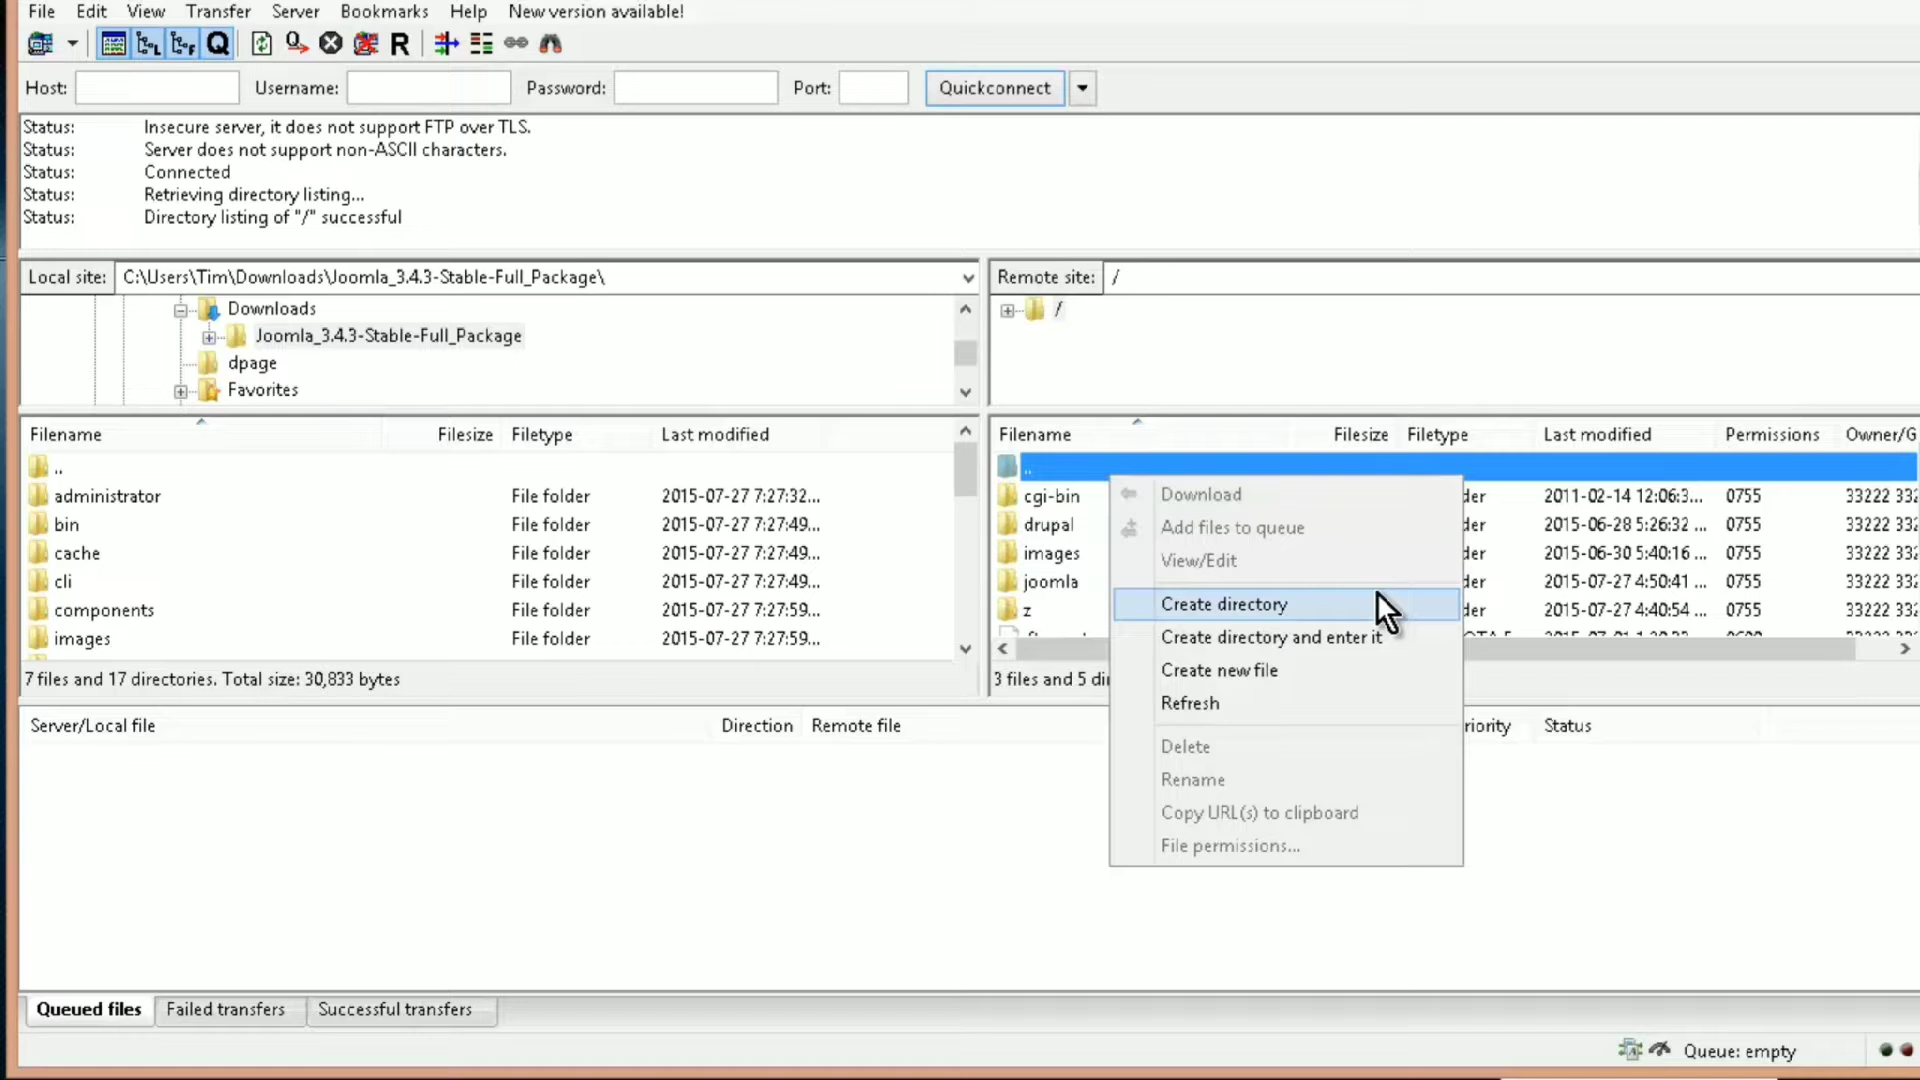 File Edit View Transfer Server Bookmarks Help New version available!
Host: Username: Password: Port: Quickconnect
Status: Insecure server, it does not support FTP over TLS.
Status: Server does not support non-ASCII characters.
Status: Connected
Status: Retrieving directory listing...
Status: Directory listing of "/" successful
Local site: C:\Users\Tim\Downloads\Joomla_3.4.3-Stable-Full_Package\
Remote site: /
Downloads
Joomla_3.4.3-Stable-Full_Package
dpage
Favorites
/
Filename Filesize Filetype Last modified
..
administrator File folder 2015-07-27 7:27:32...
bin File folder 2015-07-27 7:27:49...
cache File folder 2015-07-27 7:27:49...
cli File folder 2015-07-27 7:27:49...
components File folder 2015-07-27 7:27:59...
images File folder 2015-07-27 7:27:59...
7 files and 17 directories. Total size: 30,833 bytes
Filename Filesize Filetype Last modified Permissions Owner/G
..
cgi-bin der 2011-02-14 12:06:3... 0755 33222 332
drupal der 2015-06-28 5:26:32 ... 0755 33222 332
images der 2015-06-30 5:40:16 ... 0755 33222 332
joomla der 2015-07-27 4:50:41 ... 0755 33222 332
z der 2015-07-27 4:40:54 ... 0755 33222 332
3 files and 5 di
Download
Add files to queue
View/Edit
Create directory
Create directory and enter it
Create new file
Refresh
Delete
Rename
Copy URL(s) to clipboard
File permissions...
Server/Local file Direction Remote file riority Status
Queued files Failed transfers Successful transfers
Queue: empty